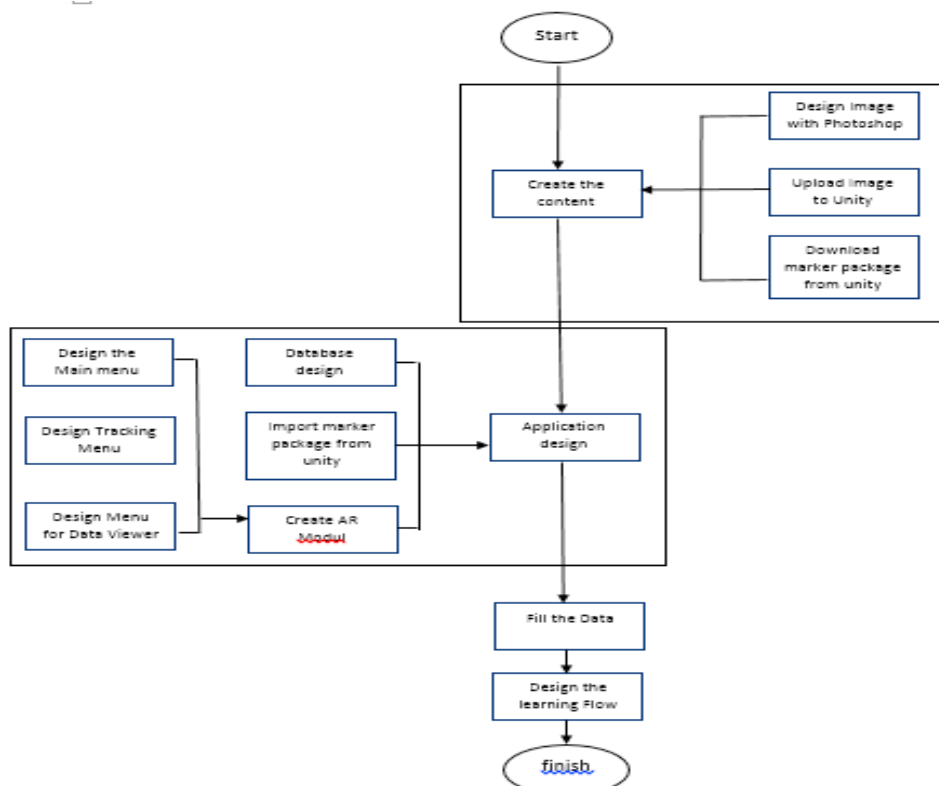 Start
Design Image
with Photoshop
Create the
content
Upload Image
to Unity
Download
marker package
from unity
Design the
Main menu
Database
design
Design Tracking
Menu
Import marker
package from
unity
Application
design
Design Menu
for Data Viewer
Create AR
Modul
Fill the Data
Design the
learning Flow
finish